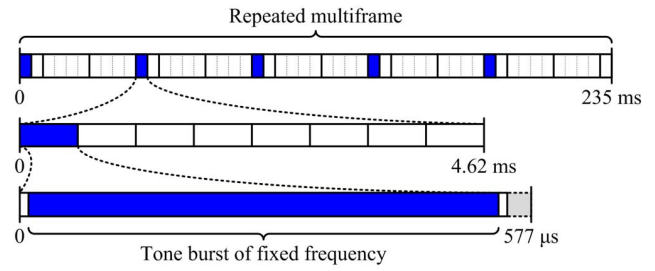 Repeated multiframe
0
235 ms
0
4.62 ms
0
577 μs
Tone burst of fixed frequency